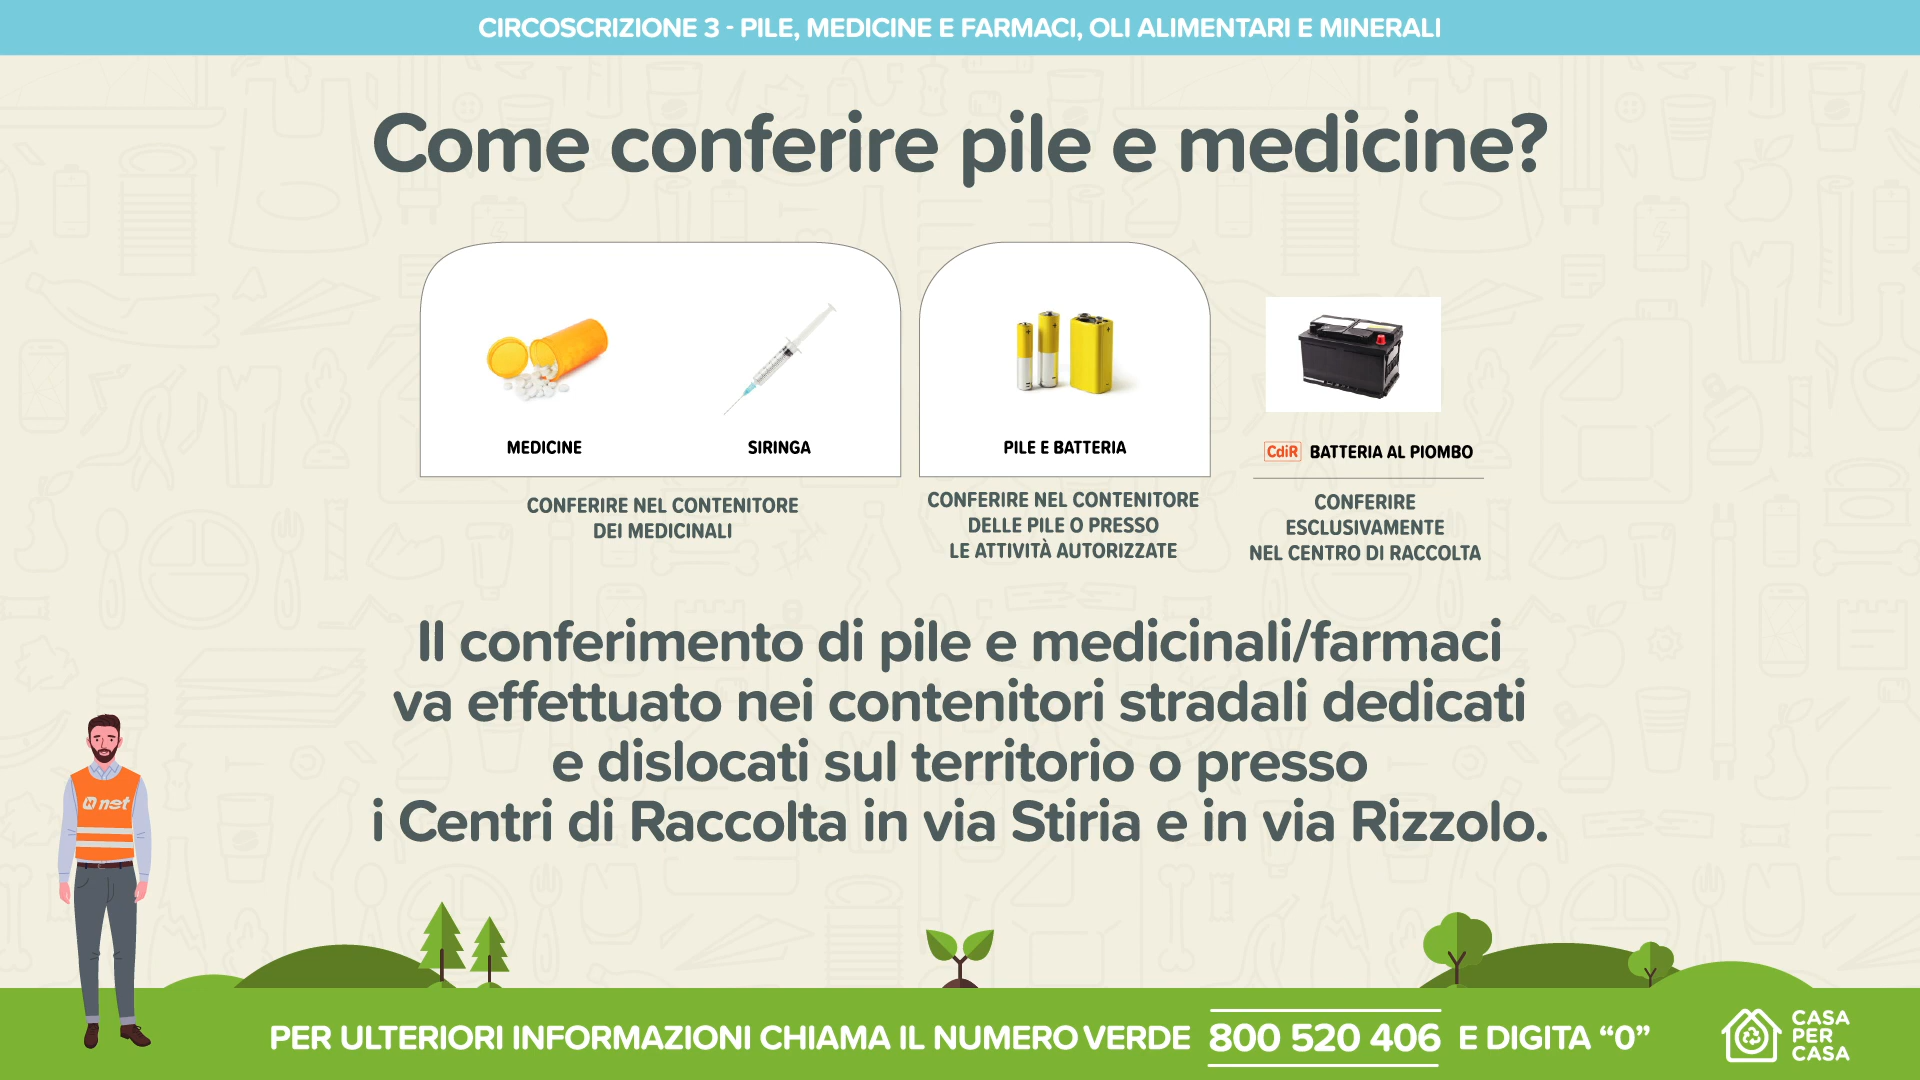 CIRCOSCRIZIONE 3 - PILE, MEDICINE E FARMACI, OLI ALIMENTARI E MINERALI
Come conferire pile e medicine?
MEDICINE
SIRINGA
CONFERIRE NEL CONTENITORE
DEI MEDICINALI
PILE E BATTERIA
CONFERIRE NEL CONTENITORE
DELLE PILE O PRESSO
LE ATTIVITÀ AUTORIZZATE
CdiR BATTERIA AL PIOMBO
CONFERIRE
ESCLUSIVAMENTE
NEL CENTRO DI RACCOLTA
Il conferimento di pile e medicinali/farmaci
va effettuato nei contenitori stradali dedicati
e dislocati sul territorio o presso
i Centri di Raccolta in via Stiria e in via Rizzolo.
net
PER ULTERIORI INFORMAZIONI CHIAMA IL NUMERO VERDE 800 520 406 E DIGITA “0”
CASA
PER
CASA